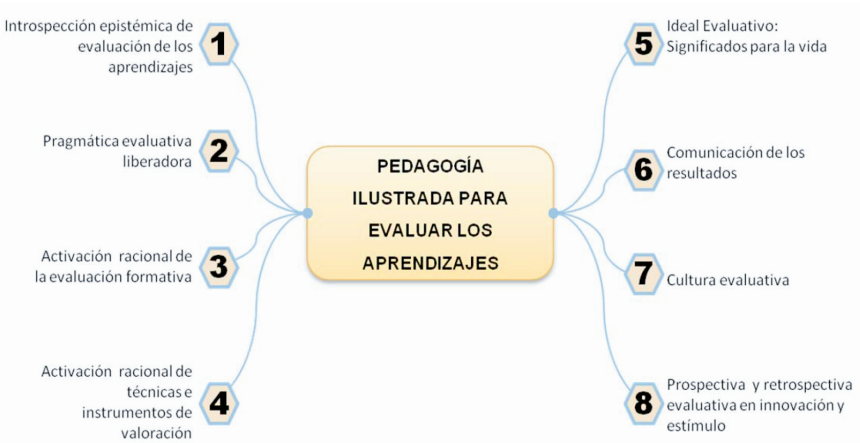 Introspección epistémica de
evaluación de los
aprendizajes
1
Pragmática evaluativa
liberadora
2
Activación racional de
la evaluación formativa
3
Activación racional de
técnicas e
instrumentos de
valoración
4
PEDAGOGÍA
ILUSTRADA PARA
EVALUAR LOS
APRENDIZAJES
5
Ideal Evaluativo:
Significados para la vida
6
Comunicación de los
resultados
7
Cultura evaluativa
8
Prospectiva y retrospectiva
evaluativa en innovación y
estímulo